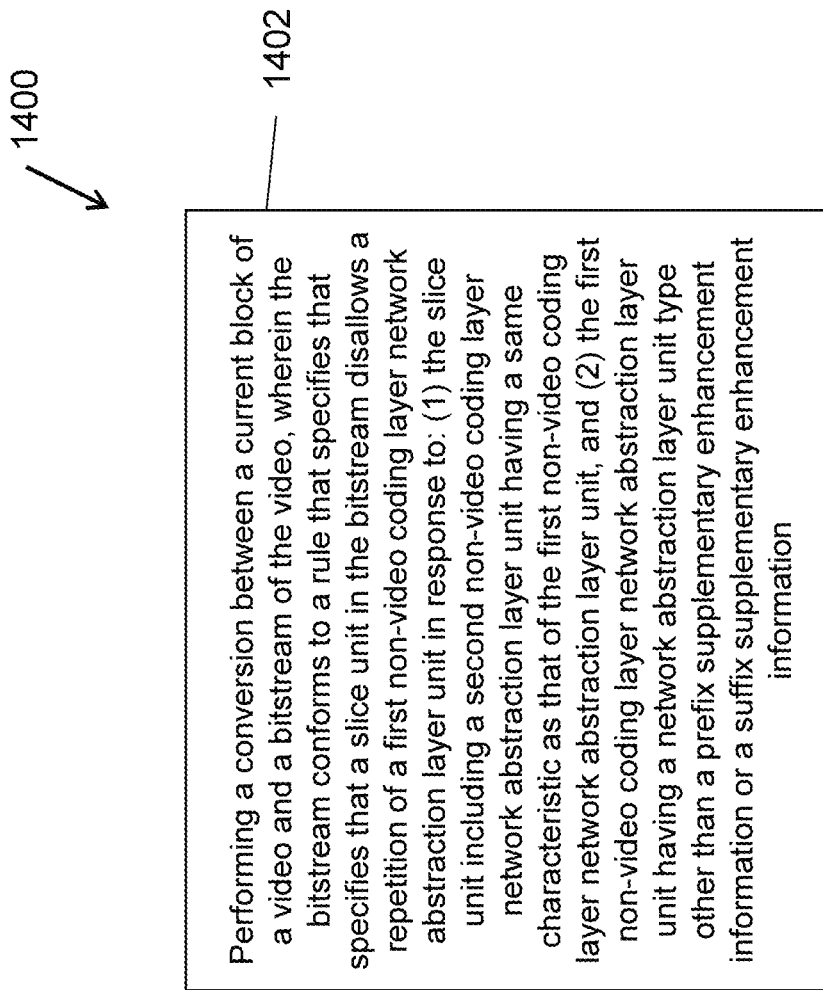 1400
1402
Performing a conversion between a current block of
a video and a bitstream of the video, wherein the
bitstream conforms to a rule that specifies that
specifies that a slice unit in the bitstream disallows a
repetition of a first non-video coding layer network
abstraction layer unit in response to: (1) the slice
unit including a second non-video coding layer
network abstraction layer unit having a same
characteristic as that of the first non-video coding
layer network abstraction layer unit, and (2) the first
non-video coding layer network abstraction layer
unit having a network abstraction layer unit type
other than a prefix supplementary enhancement
information or a suffix supplementary enhancement
information